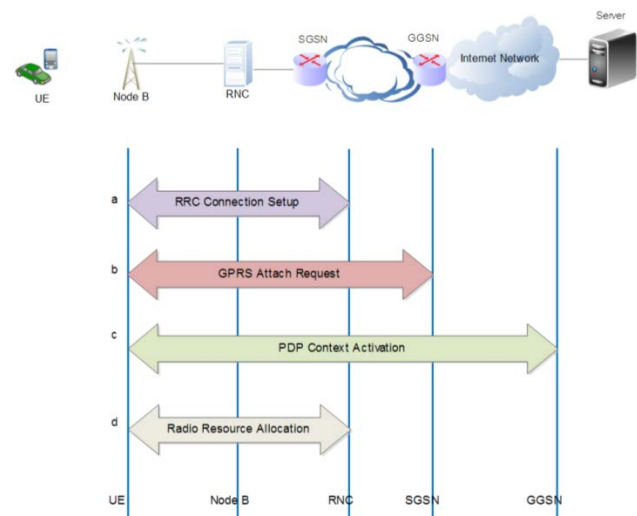 Server
SGSN
GGSN
Internet Network
UE
Node B
RNC
a
RRC Connection Setup
b
GPRS Attach Request
c
PDP Context Activation
d
Radio Resource Allocation
UE
Node B
RNC
SGSN
GGSN